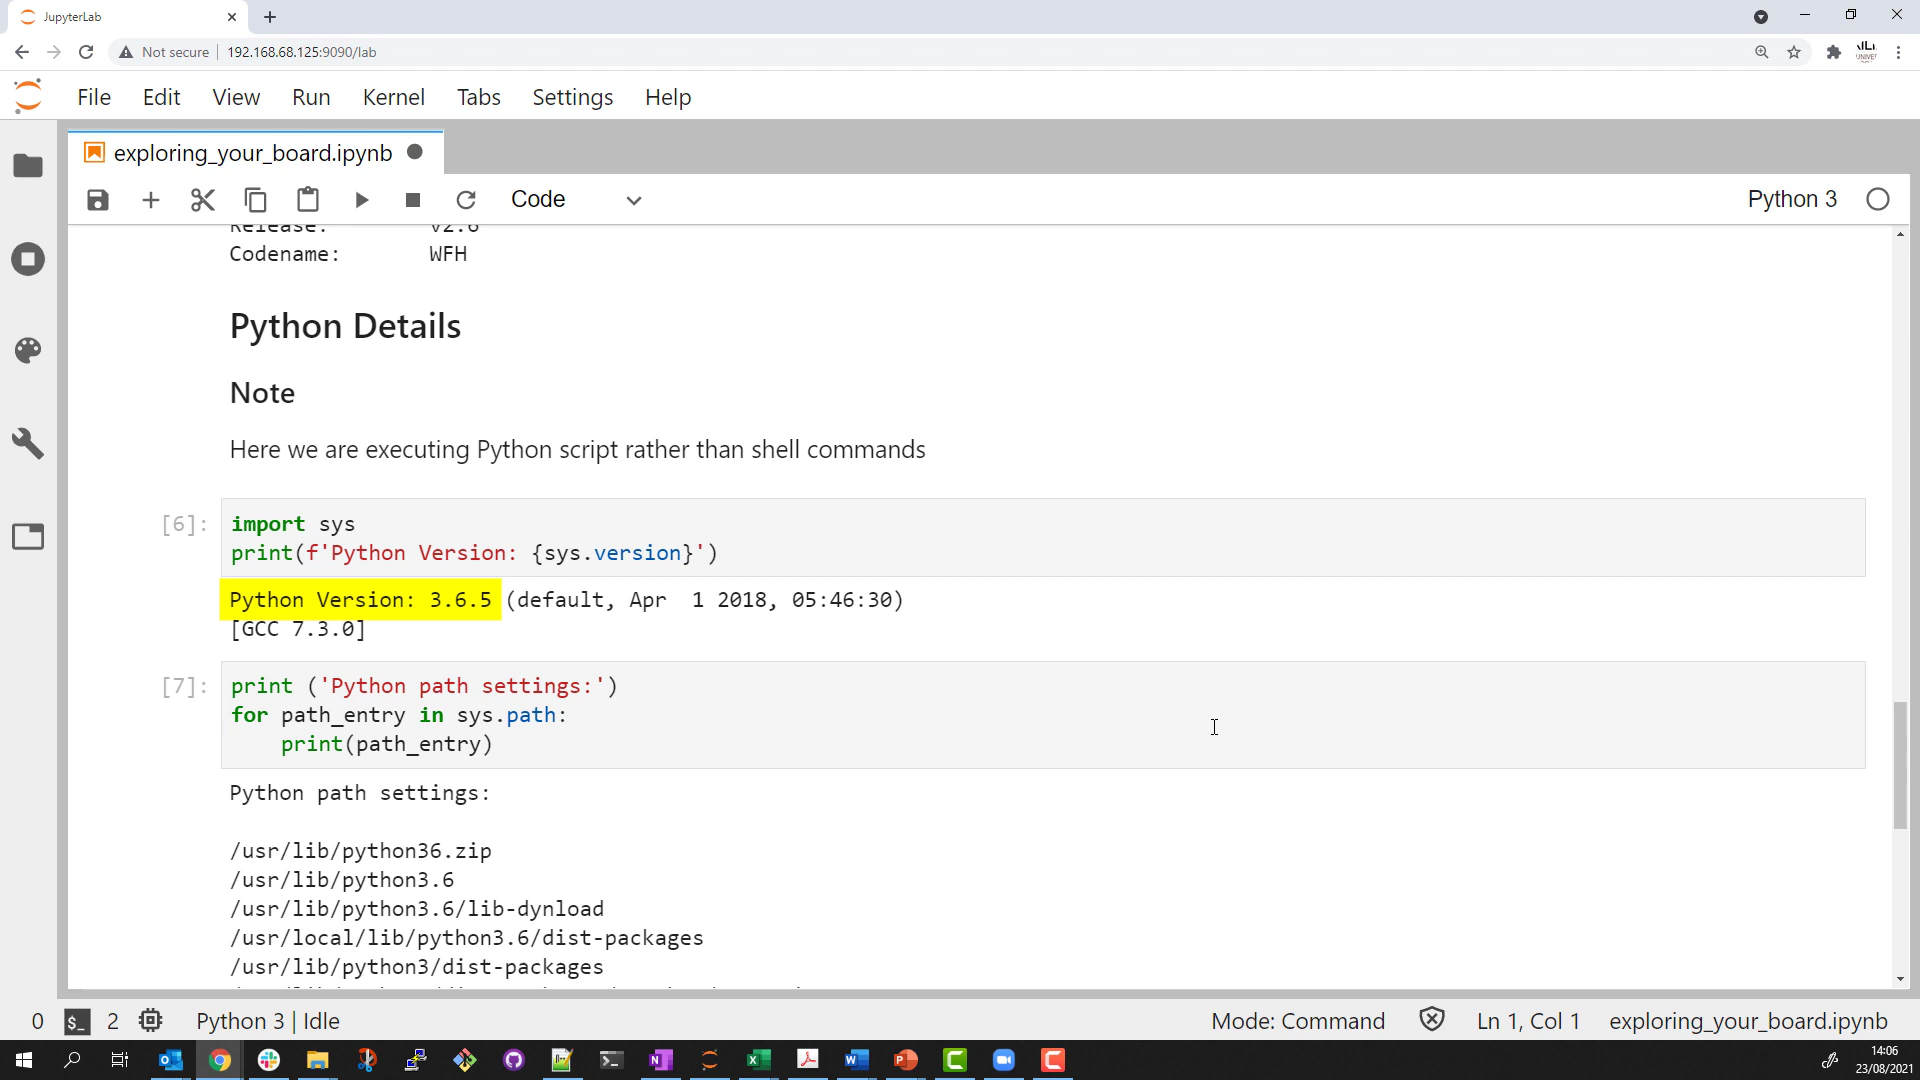 JupyterLab
Not secure
192.168.68.125:9090/lab
File Edit View Run Kernel Tabs Settings Help
exploring_your_board.ipynb
Code
Python 3
Release: v2.6
Codename: WFH
Python Details
Note
Here we are executing Python script rather than shell commands
[6]: import sys
print(f'Python Version: {sys.version}')
Python Version: 3.6.5 (default, Apr  1 2018, 05:46:30)
[GCC 7.3.0]
[7]: print ('Python path settings:')
for path_entry in sys.path:
    print(path_entry)
Python path settings:
/usr/lib/python36.zip
/usr/lib/python3.6
/usr/lib/python3.6/lib-dynload
/usr/local/lib/python3.6/dist-packages
/usr/lib/python3/dist-packages
0 $_ 2 Python 3 | Idle Mode: Command Ln 1, Col 1 exploring_your_board.ipynb
14:06
23/08/2021